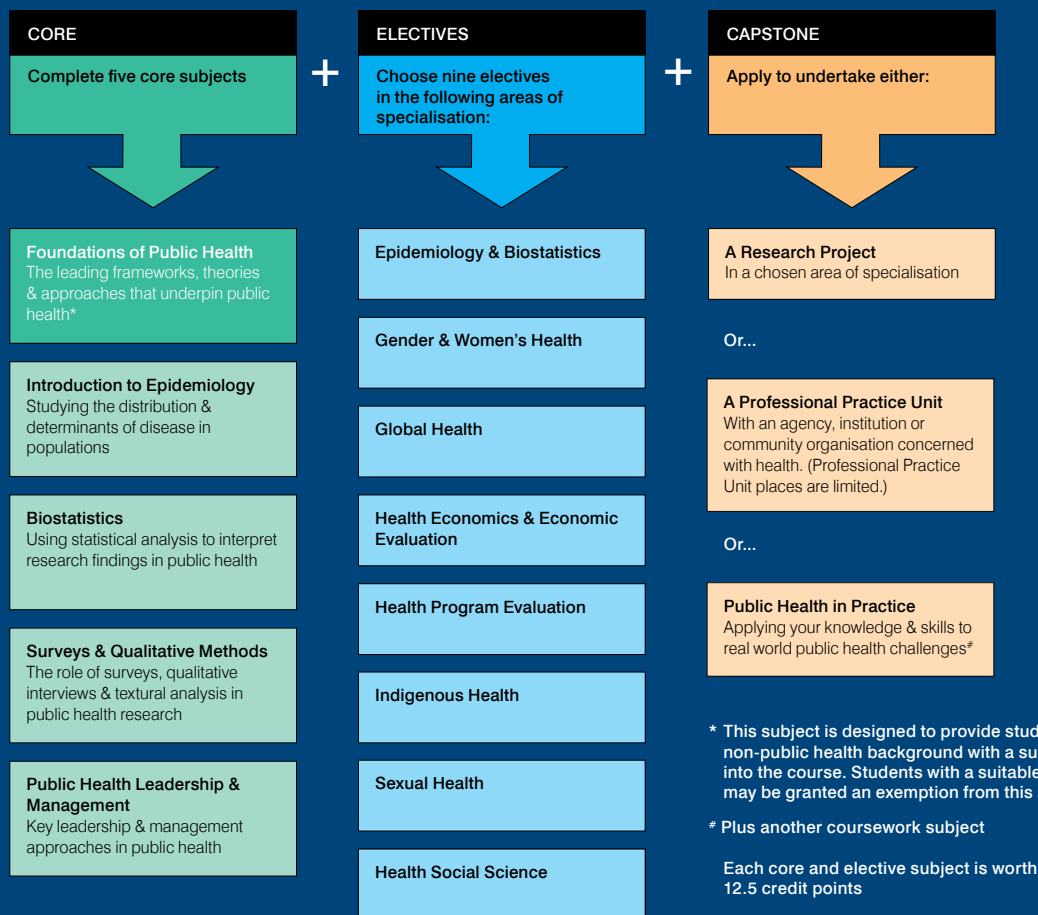 CORE
Complete five core subjects
+
ELECTIVES
Choose nine electives
in the following areas of
specialisation:
+
CAPSTONE
Apply to undertake either:
Foundations of Public Health
The leading frameworks, theories
& approaches that underpin public
health*
Introduction to Epidemiology
Studying the distribution &
determinants of disease in
populations
Biostatistics
Using statistical analysis to interpret
research findings in public health
Surveys & Qualitative Methods
The role of surveys, qualitative
interviews & textural analysis in
public health research
Public Health Leadership &
Management
Key leadership & management
approaches in public health
Epidemiology & Biostatistics
Gender & Women's Health
Global Health
Health Economics & Economic
Evaluation
Health Program Evaluation
Indigenous Health
Sexual Health
Health Social Science
A Research Project
In a chosen area of specialisation
Or...
A Professional Practice Unit
With an agency, institution or
community organisation concerned
with health. (Professional Practice
Unit places are limited.)
Or...
Public Health in Practice
Applying your knowledge & skills to
real world public health challenges#
* This subject is designed to provide
non-public health background with a
into the course. Students with a suitable
may be granted an exemption from this
# Plus another coursework subject
Each core and elective subject is worth
12.5 credit points